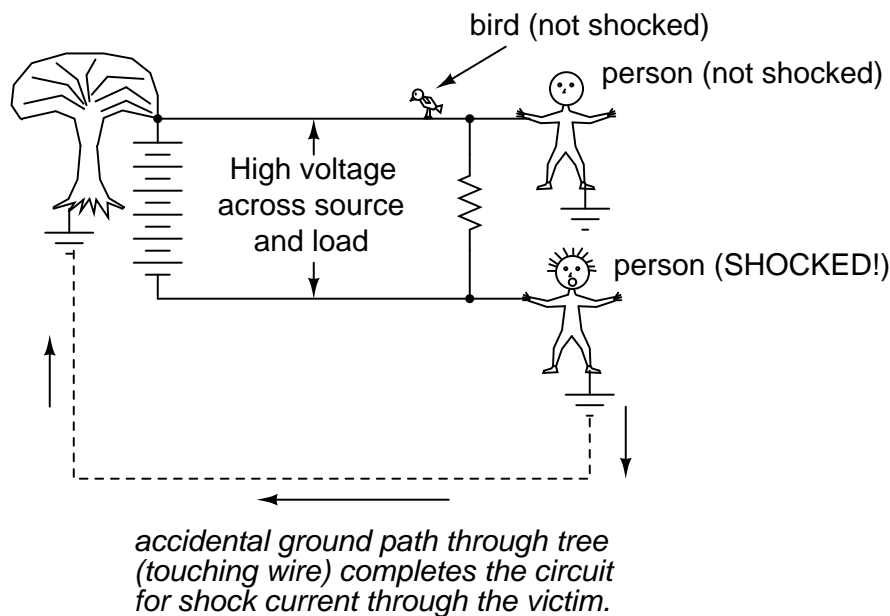 bird (not shocked)
person (not shocked)
High voltage
across source
and load
person (SHOCKED!)
accidental ground path through tree
(touching wire) completes the circuit
for shock current through the victim.